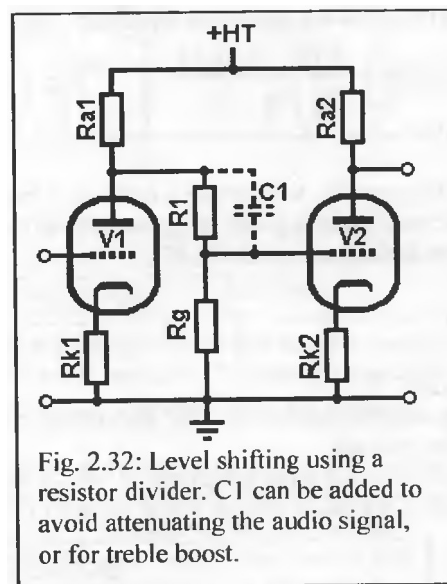 +HT
Ra1
Ra2
R1
C1
V1
V2
Rg
Rk1
Rk2
Fig. 2.32: Level shifting using a
resistor divider. C1 can be added to
avoid attenuating the audio signal,
or for treble boost.